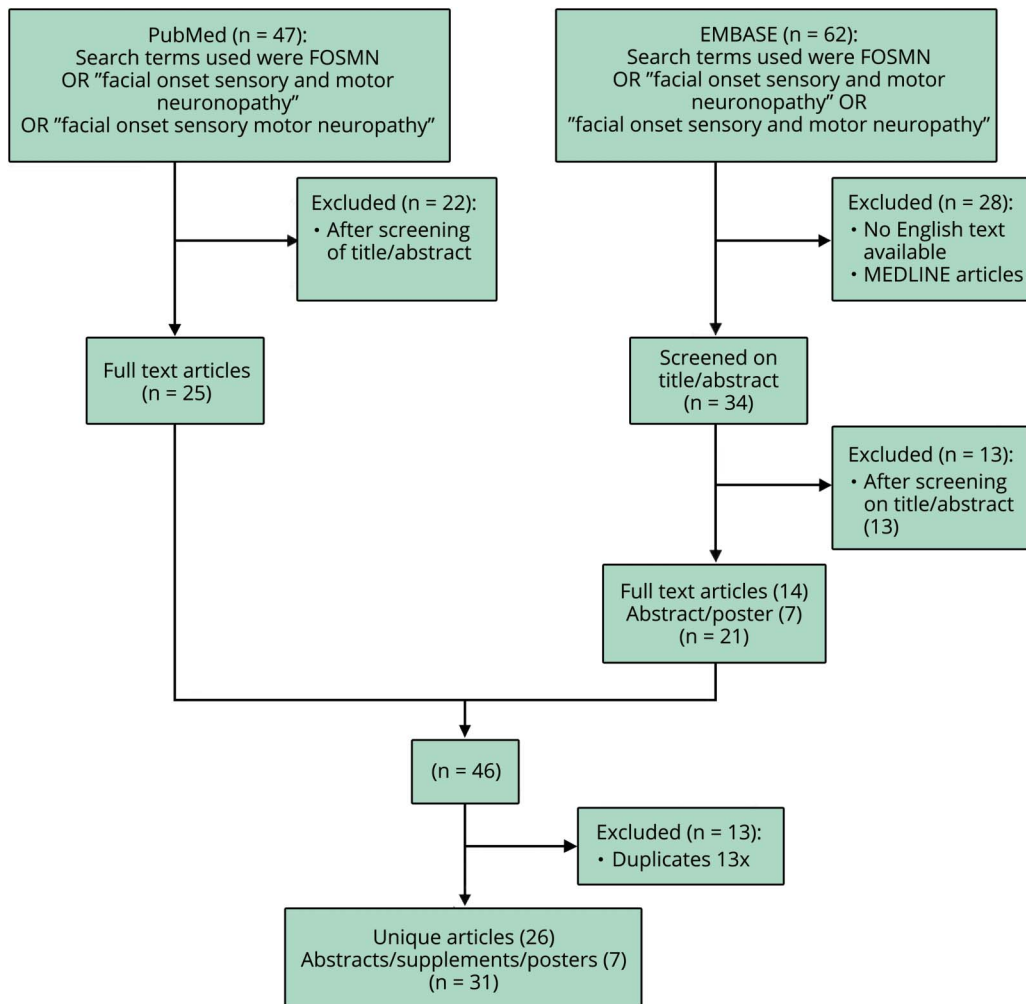 PubMed (n = 47):
Search terms used were FOSMN
OR ”facial onset sensory and motor
neuronopathy”
OR ”facial onset sensory motor neuropathy”
EMBASE (n = 62):
Search terms used were FOSMN
OR ”facial onset sensory and motor
neuronopathy” OR
”facial onset sensory and motor neuropathy”
Excluded (n = 22):
• After screening
of title/abstract
Excluded (n = 28):
• No English text
available
• MEDLINE articles
Full text articles
(n = 25)
Screened on
title/abstract
(n = 34)
Excluded (n = 13):
• After screening
on title/abstract
(13)
Full text articles (14)
Abstract/poster (7)
(n = 21)
(n = 46)
Excluded (n = 13):
• Duplicates 13x
Unique articles (26)
Abstracts/supplements/posters (7)
(n = 31)